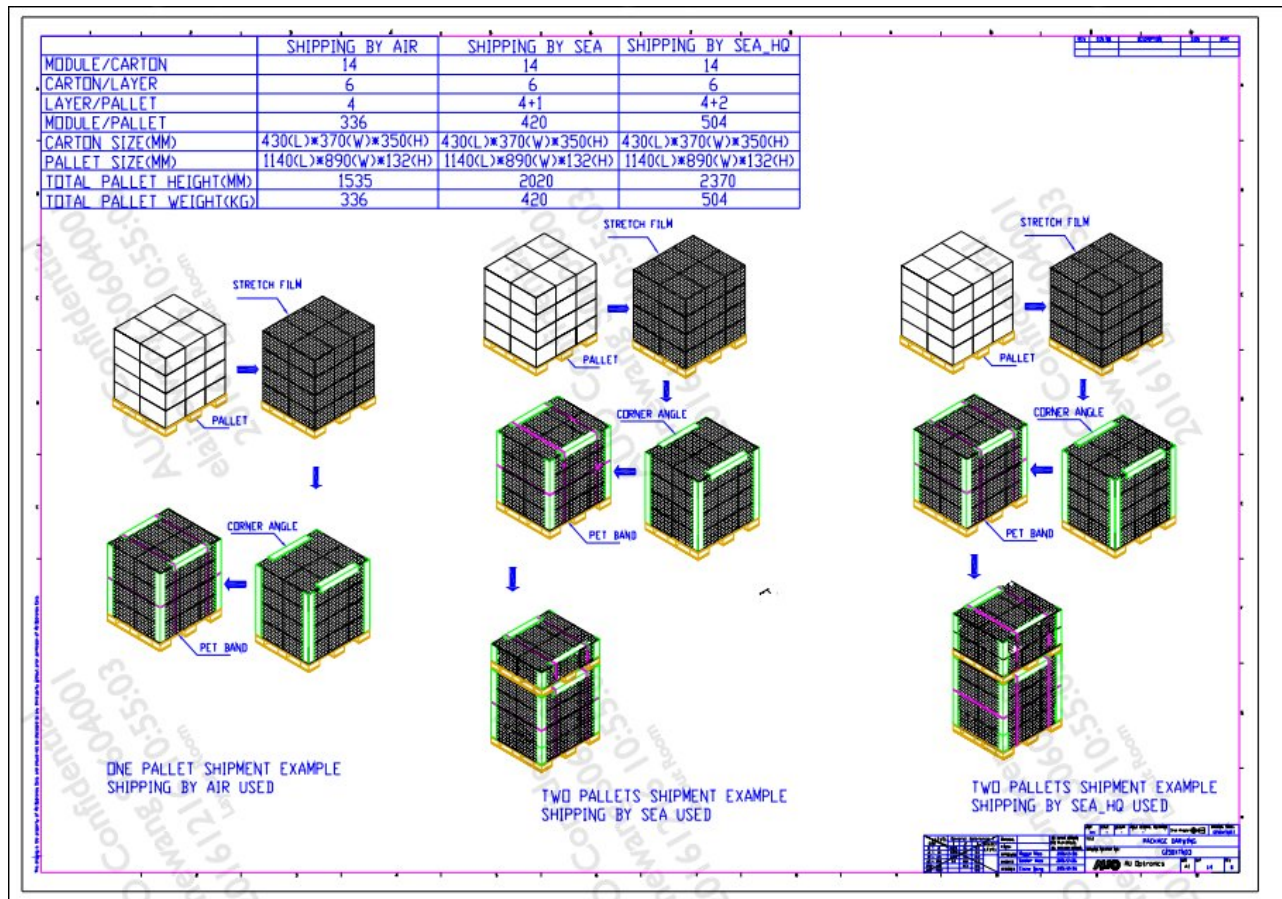 SHIPPING BY AIR SHIPPING BY SEA SHIPPING BY SEA_HQ
MODULE/CARTON 14 14 14
CARTON/LAYER 6 6 6
LAYER/PALLET 4 4+1 4+2
MODULE/PALLET 336 420 504
CARTON SIZE(MM) 430(L)*370(W)*350(H) 430(L)*370(W)*350(H) 430(L)*370(W)*350(H)
PALLET SIZE(MM) 1140(L)*890(W)*132(H) 1140(L)*890(W)*132(H) 1140(L)*890(W)*132(H)
TOTAL PALLET HEIGHT(MM) 1535 2020 2370
TOTAL PALLET WEIGHT(KG) 336 420 504
STRETCH FILM
PALLET
CORNER ANGLE
PET BAND
ONE PALLET SHIPMENT EXAMPLE
SHIPPING BY AIR USED
STRETCH FILM
PALLET
CORNER ANGLE
PET BAND
TWO PALLETS SHIPMENT EXAMPLE
SHIPPING BY SEA USED
STRETCH FILM
PALLET
CORNER ANGLE
PET BAND
TWO PALLETS SHIPMENT EXAMPLE
SHIPPING BY SEA_HQ USED
PACKAGE DRAWING
AUO AU Optronics
AUO Confidential